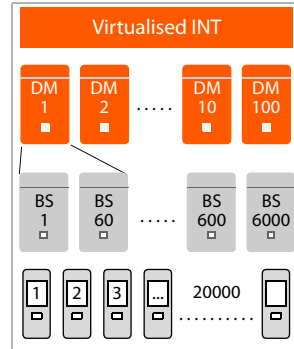 Virtualised INT
DM DM DM DM
1 2 ..... 10 100
BS BS BS BS
1 60 ..... 600 6000
1 2 3 ... 20000
..........